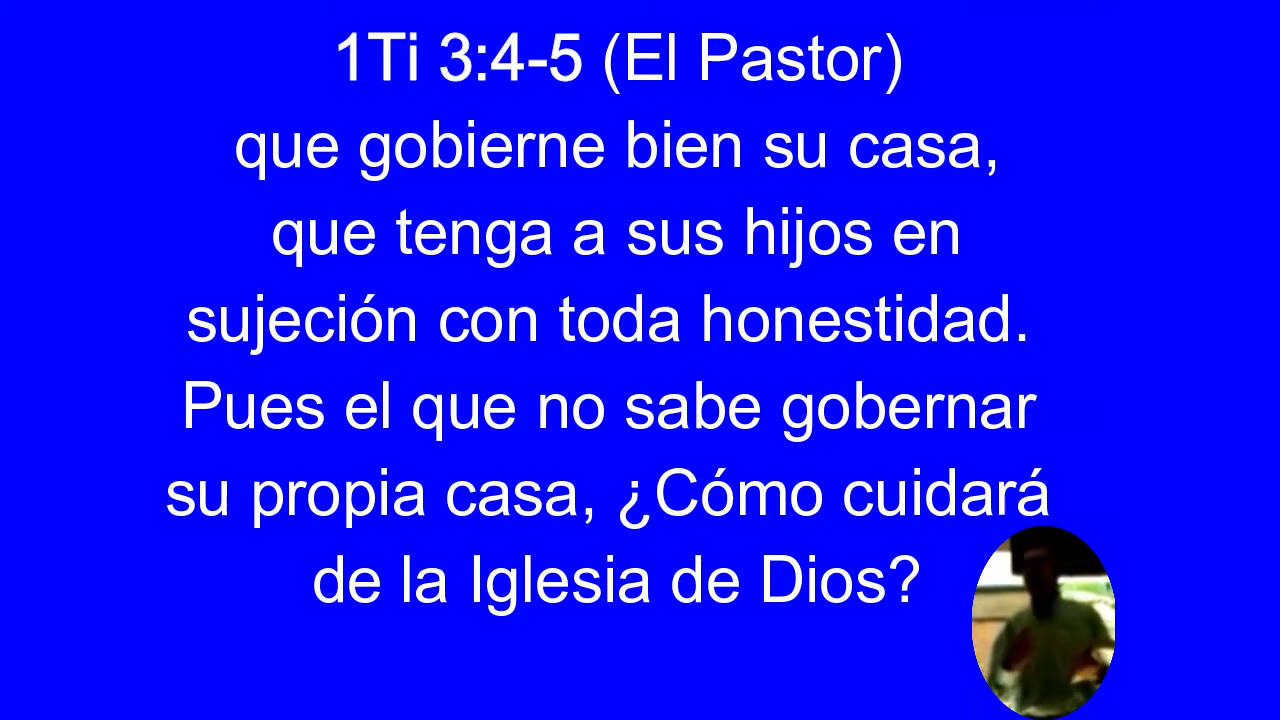 1Ti 3:4-5 (El Pastor)
que gobierne bien su casa,
que tenga a sus hijos en
sujeción con toda honestidad.
Pues el que no sabe gobernar
su propia casa, ¿Cómo cuidará
de la Iglesia de Dios?